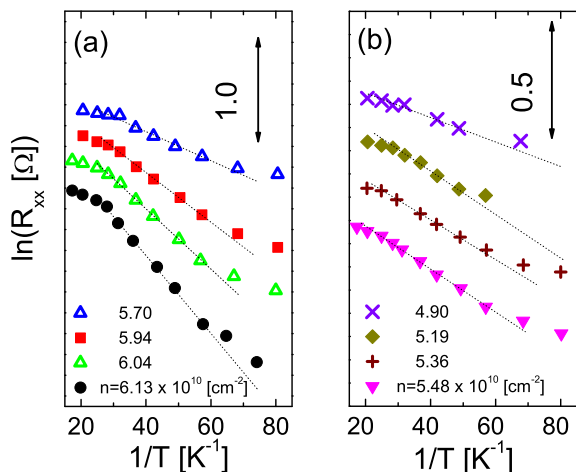 (a)
1.0
ln(R_xx [Ω])
5.70
5.94
6.04
n=6.13 x 10^10 [cm^-2]
20 40 60 80
1/T [K^-1]
(b)
0.5
4.90
5.19
5.36
n=5.48 x 10^10 [cm^-2]
20 40 60 80
1/T [K^-1]